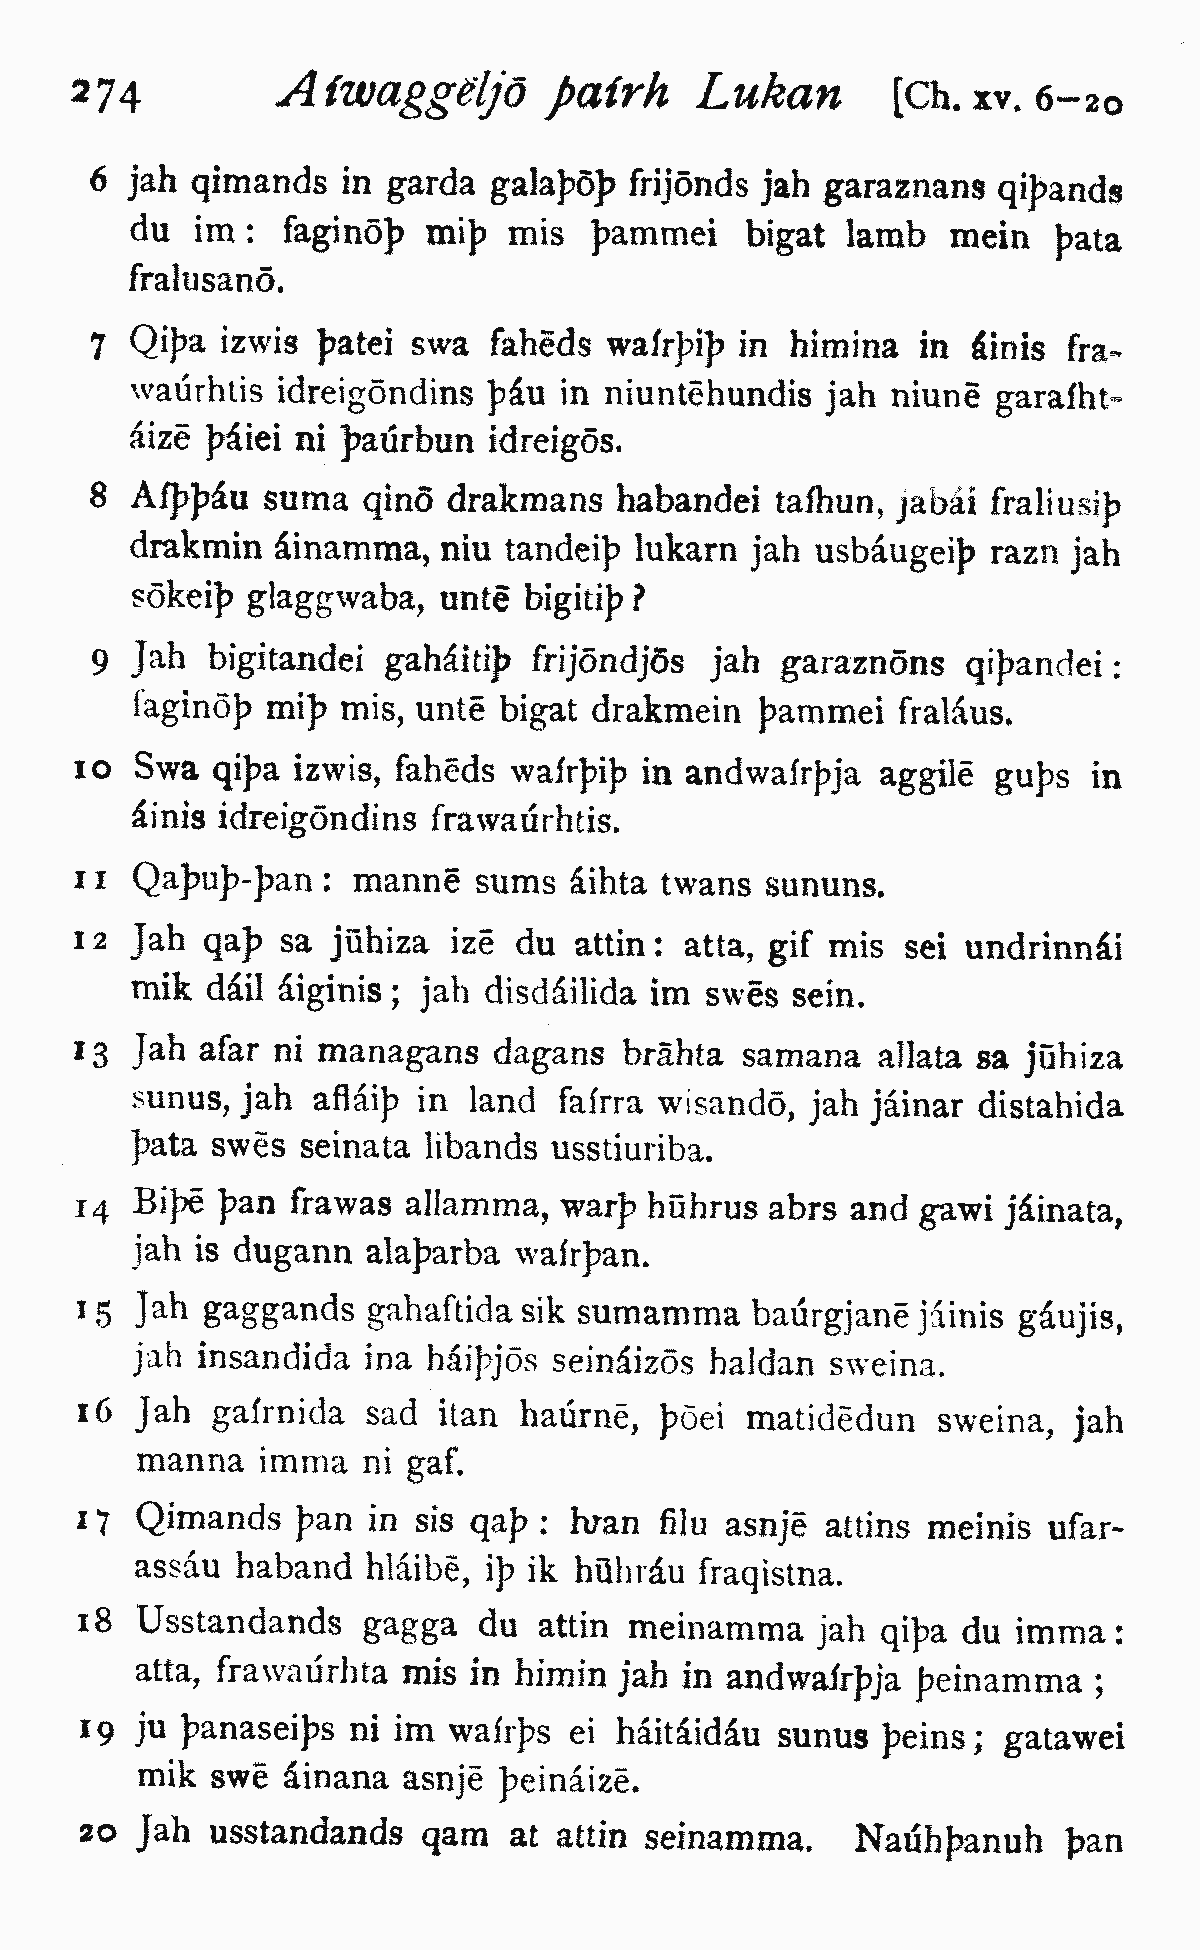 274 Aíwaggēljō þaírh Lukan [Ch. xv. 6–20
6 jah qimands in garda galaþōþ frijōnds jah garaznans qiþands
du im : faginōþ miþ mis þammei bigat lamb mein þata
fralusanō.
7 Qiþa izwis þatei swa fahēds waírþiþ in himina in áinis fra-
waúrhtis idreigōndins þáu in niuntēhundis jah niunē garaíht-
áizē þáiei ni þaúrbun idreigōs.
8 Aíþþáu suma qinō drakmans habandei taíhun, jabái fraliusiþ
drakmin áinamma, niu tandeiþ lukarn jah usbáugeiþ razn jah
sōkeiþ glaggwaba, untē bigitiþ ?
9 Jah bigitandei gaháitiþ frijōndjōs jah garaznōns qiþandei :
faginōþ miþ mis, untē bigat drakmein þammei fraláus.
10 Swa qiþa izwis, fahēds waírþiþ in andwaírþja aggilē guþs in
áinis idreigōndins frawaúrhtis.
11 Qaþuþ-þan : mannē sums áihta twans sununs.
12 Jah qaþ sa jūhiza izē du attin : atta, gif mis sei undrinnái
mik dáil áiginis ; jah disdáilida im swēs sein.
13 Jah afar ni managans dagans brāhta samana allata sa jūhiza
sunus, jah afláiþ in land faírra wisandō, jah jáinar distahida
þata swēs seinata libands usstiuriba.
14 Biþē þan frawas allamma, warþ hūhrus abrs and gawi jáinata,
jah is dugann alaþarba waírþan.
15 Jah gaggands gahaftida sik sumamma baúrgjanē jáinis gáujis,
jah insandida ina háiþjōs seináizōs haldan sweina.
16 Jah gaírnida sad itan haúrnē, þōei matidēdun sweina, jah
manna imma ni gaf.
17 Qimands þan in sis qaþ : ƕan filu asnjē attins meinis ufar-
assáu haband hláibē, iþ ik hūhráu fraqistna.
18 Usstandands gagga du attin meinamma jah qiþa du imma :
atta, frawaúrhta mis in himin jah in andwaírþja þeinamma ;
19 ju þanaseiþs ni im waírþs ei háitáidáu sunus þeins ; gatawei
mik swē áinana asnjē þeináizē.
20 Jah usstandands qam at attin seinamma. Naúhþanuh þan